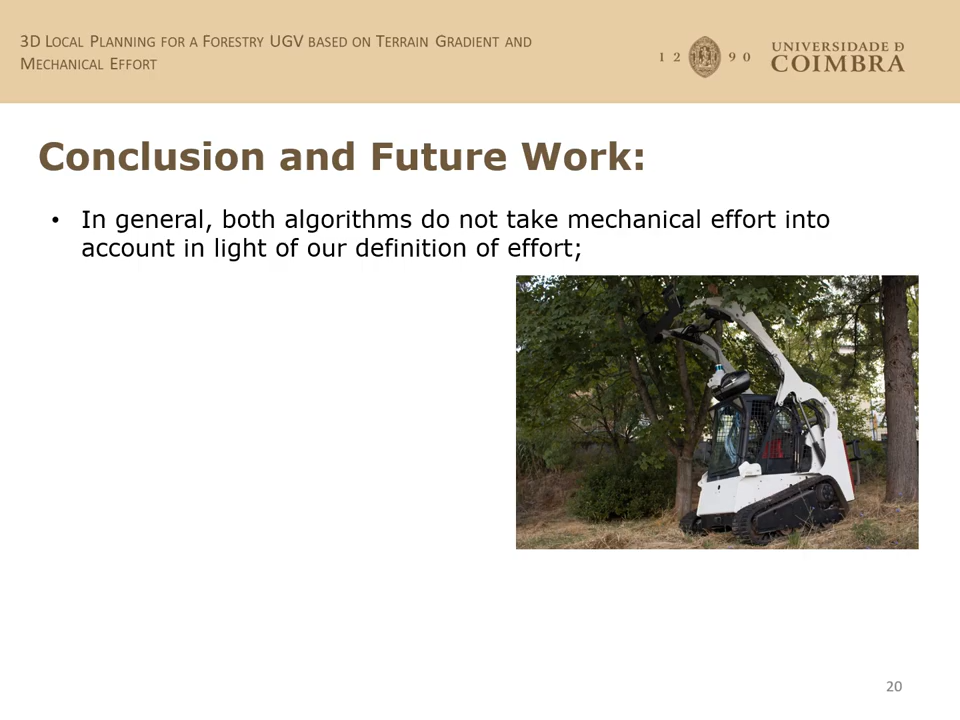 3D Local Planning for a Forestry UGV based on Terrain Gradient and
Mechanical Effort
1 2 9 0
UNIVERSIDADE D
COIMBRA
Conclusion and Future Work:
• In general, both algorithms do not take mechanical effort into
account in light of our definition of effort;
20